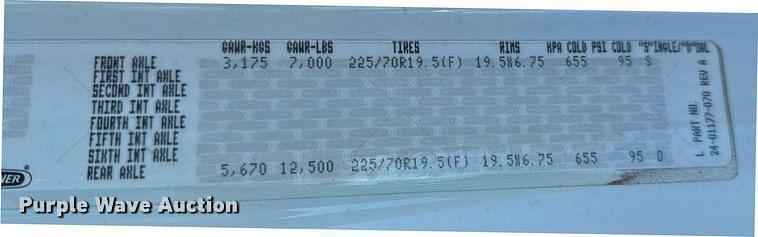 GAWR-KGS GAWR-LBS TIRES RIMS KPA COLD PSI COLD "S"INGLE/"D"UAL
FRONT AXLE 3,175 7,000 225/70R19.5(F) 19.5X6.75 655 95 S
FIRST INT AXLE
SECOND INT AXLE
THIRD INT AXLE
FOURTH INT AXLE
FIFTH INT AXLE
SIXTH INT AXLE
REAR AXLE 5,670 12,500 225/70R19.5(F) 19.5X6.75 655 95 D
L PART NO.
24-01177-070 REV A
Purple Wave Auction